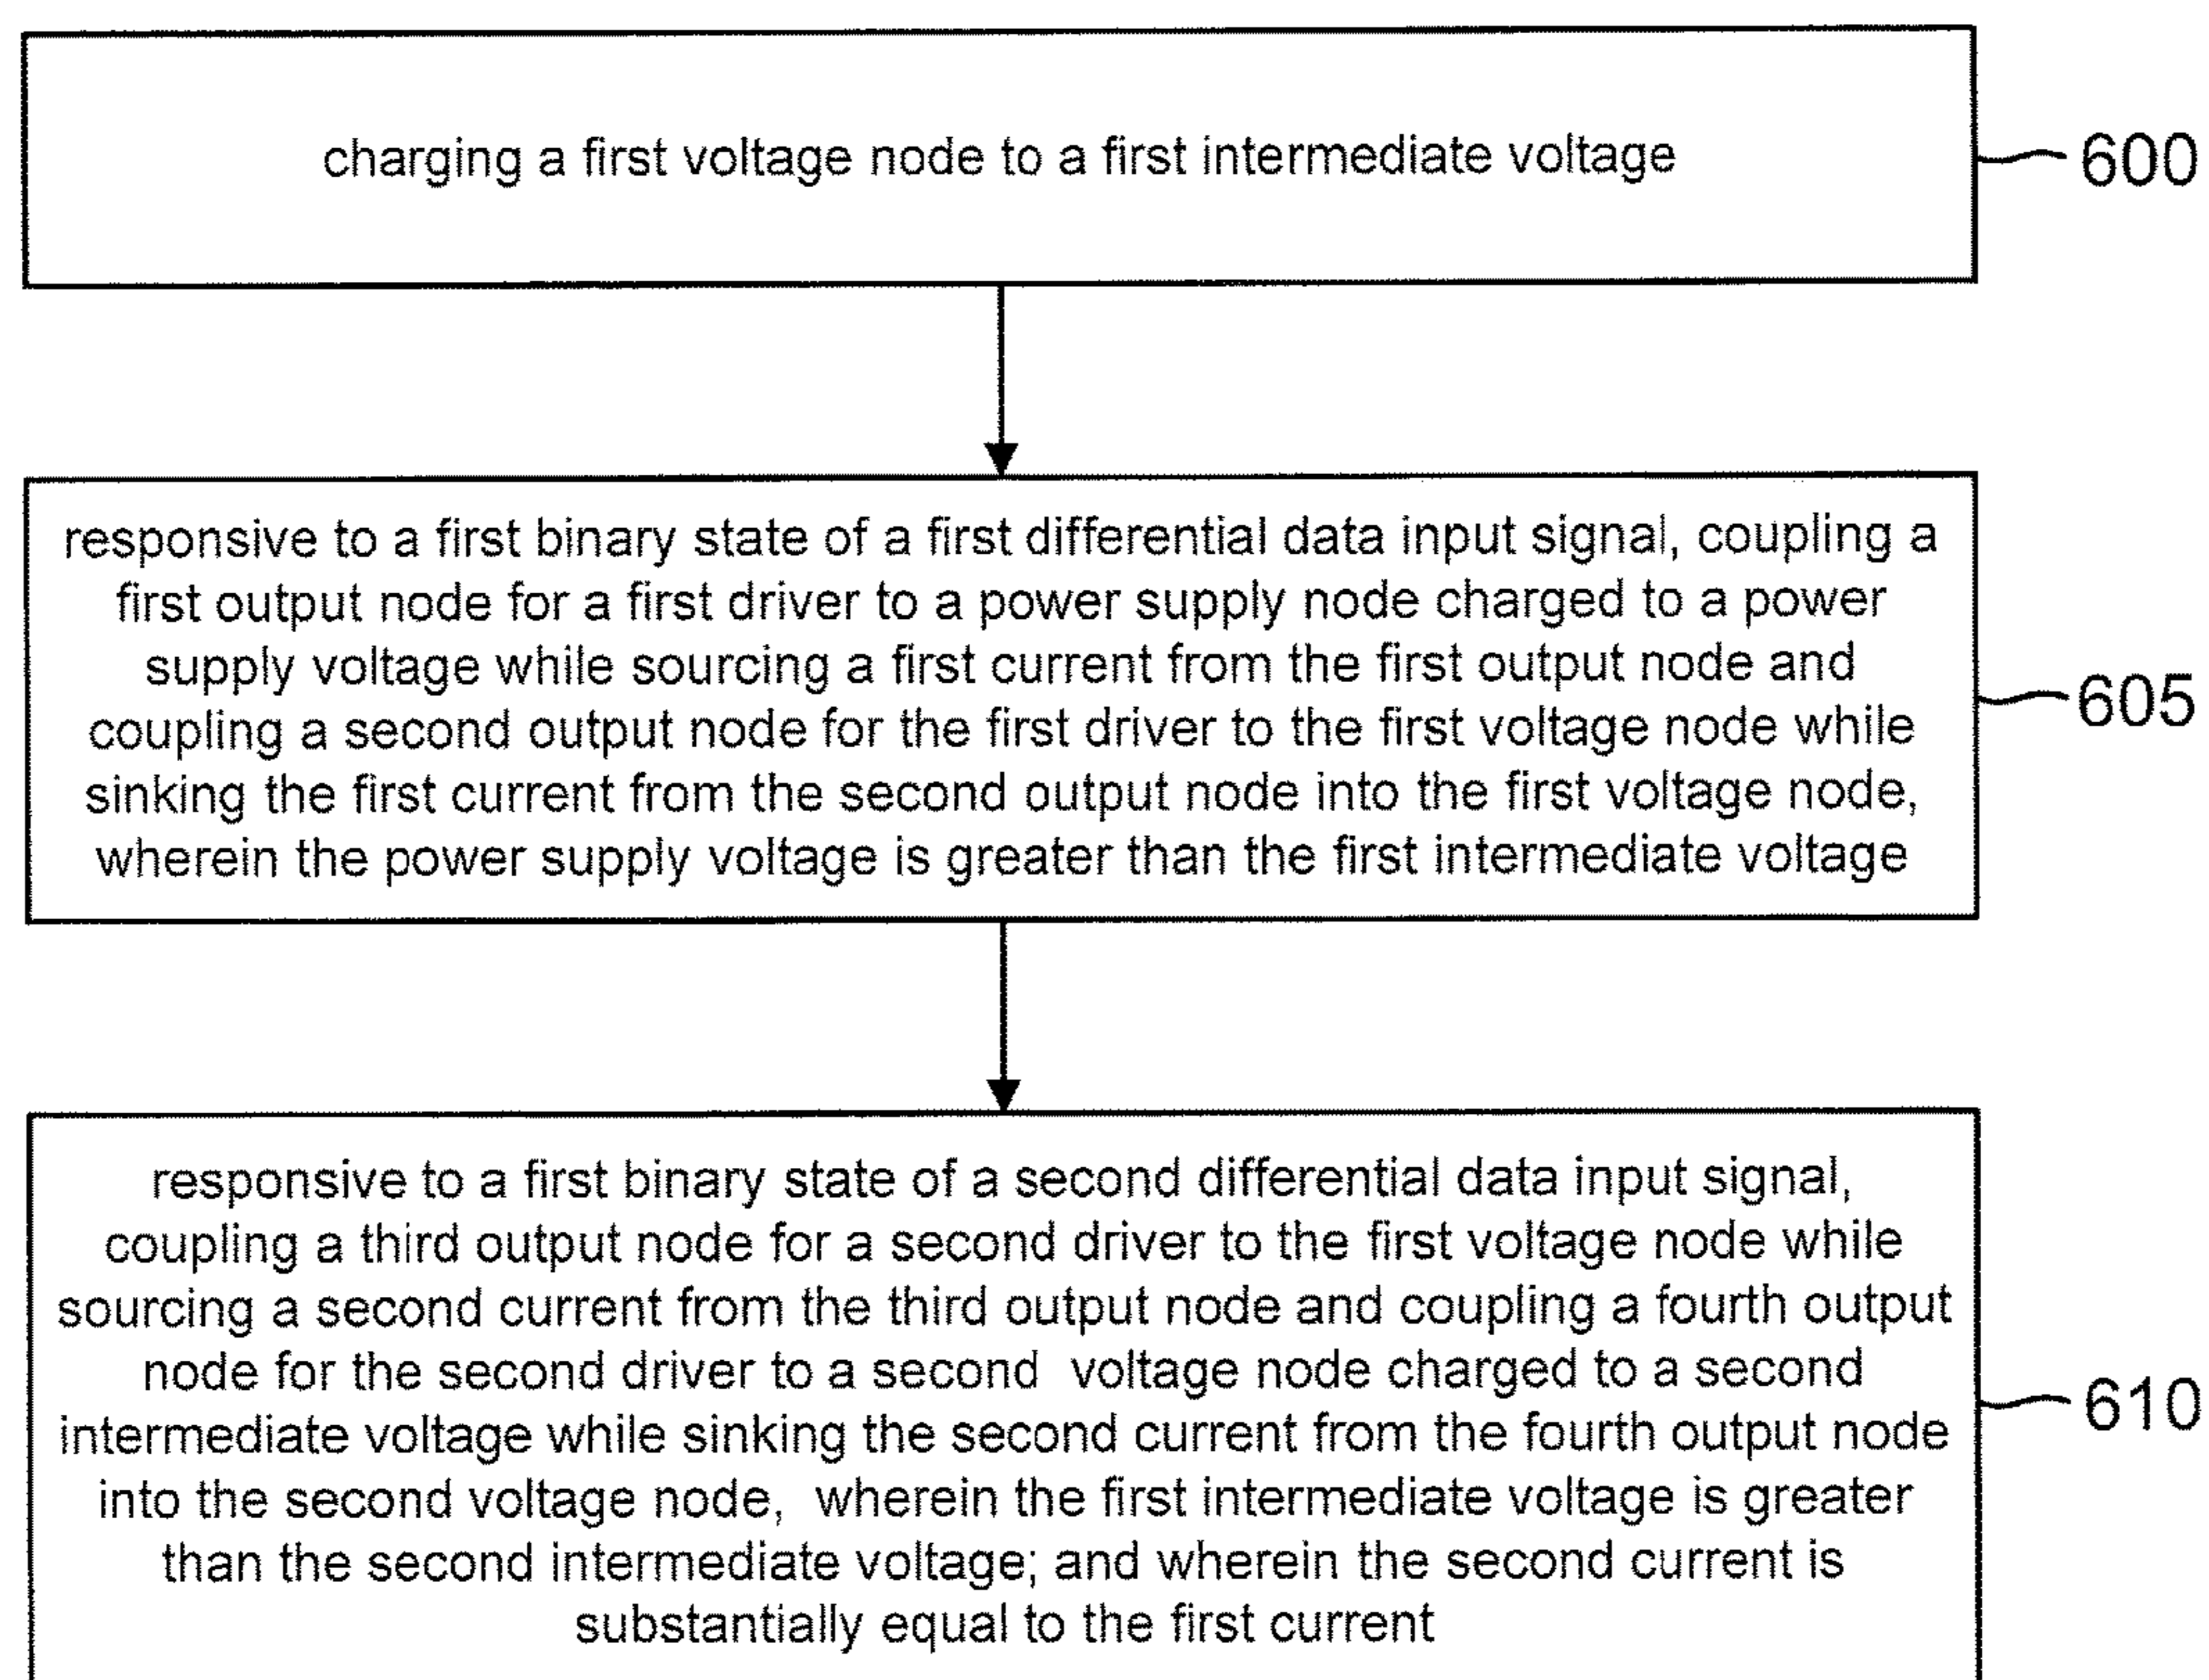 charging a first voltage node to a first intermediate voltage
600
responsive to a first binary state of a first differential data input signal, coupling a
first output node for a first driver to a power supply node charged to a power
supply voltage while sourcing a first current from the first output node and
coupling a second output node for the first driver to the first voltage node while
sinking the first current from the second output node into the first voltage node,
wherein the power supply voltage is greater than the first intermediate voltage
605
responsive to a first binary state of a second differential data input signal,
coupling a third output node for a second driver to the first voltage node while
sourcing a second current from the third output node and coupling a fourth output
node for the second driver to a second voltage node charged to a second
intermediate voltage while sinking the second current from the fourth output node
into the second voltage node, wherein the first intermediate voltage is greater
than the second intermediate voltage; and wherein the second current is
substantially equal to the first current
610